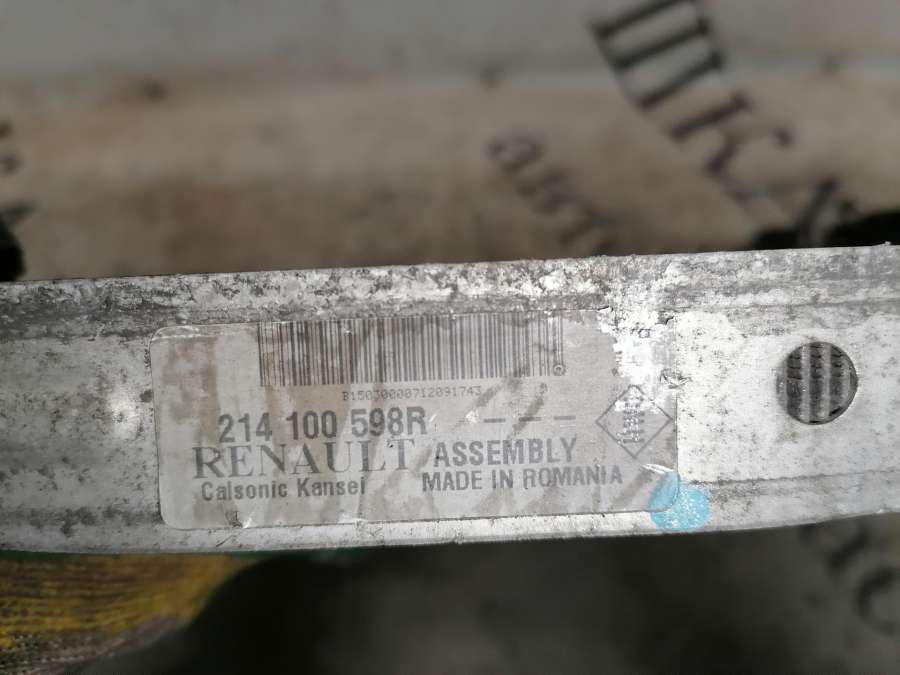 B15030000712091743
214 100 598R - - -
RENAULT ASSEMBLY
Calsonic Kansei MADE IN ROMANIA